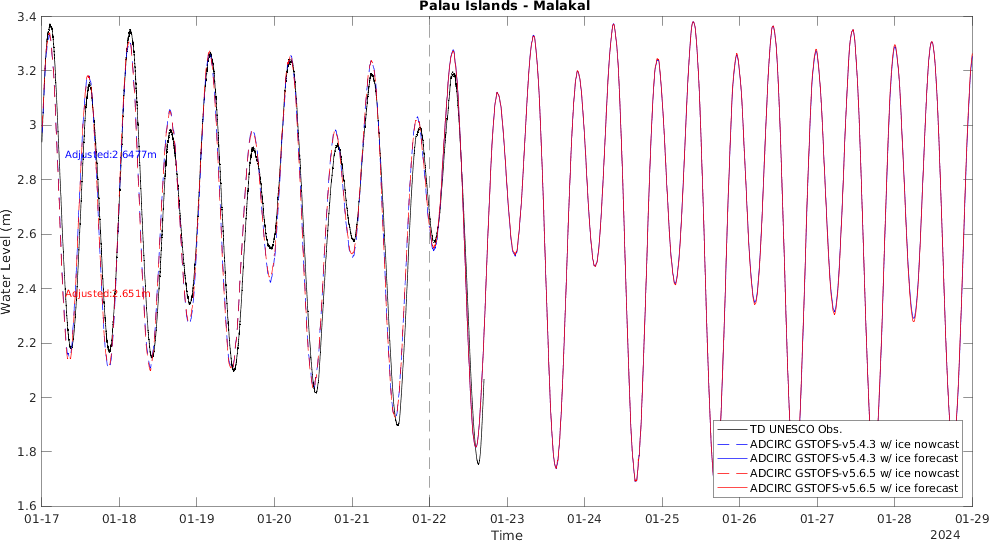 Palau Islands - Malakal
3.4
3.2
3
2.8
2.6
2.4
2.2
2
1.8
1.6
Water Level (m)
Adjusted:2.6477m
Adjusted:2.651m
TD UNESCO Obs.
ADCIRC GSTOFS-v5.4.3 w/ ice nowcast
ADCIRC GSTOFS-v5.4.3 w/ ice forecast
ADCIRC GSTOFS-v5.6.5 w/ ice nowcast
ADCIRC GSTOFS-v5.6.5 w/ ice forecast
01-17 01-18 01-19 01-20 01-21 01-22 01-23 01-24 01-25 01-26 01-27 01-28 01-29
Time
2024